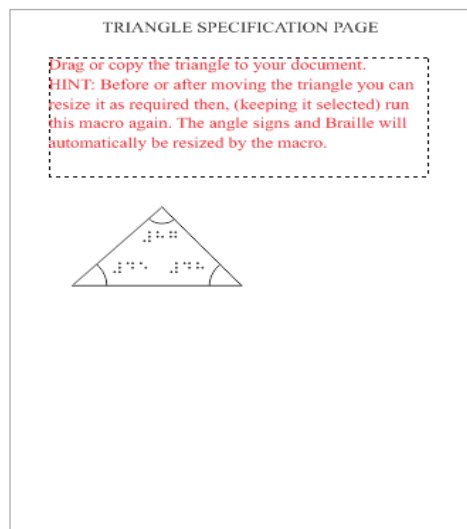 TRIANGLE SPECIFICATION PAGE
Drag or copy the triangle to your document.
HINT: Before or after moving the triangle you can
resize it as required then, (keeping it selected) run
this macro again. The angle signs and Braille will
automatically be resized by the macro.
⠼⠓⠛
⠼⠙⠑ ⠼⠙⠓